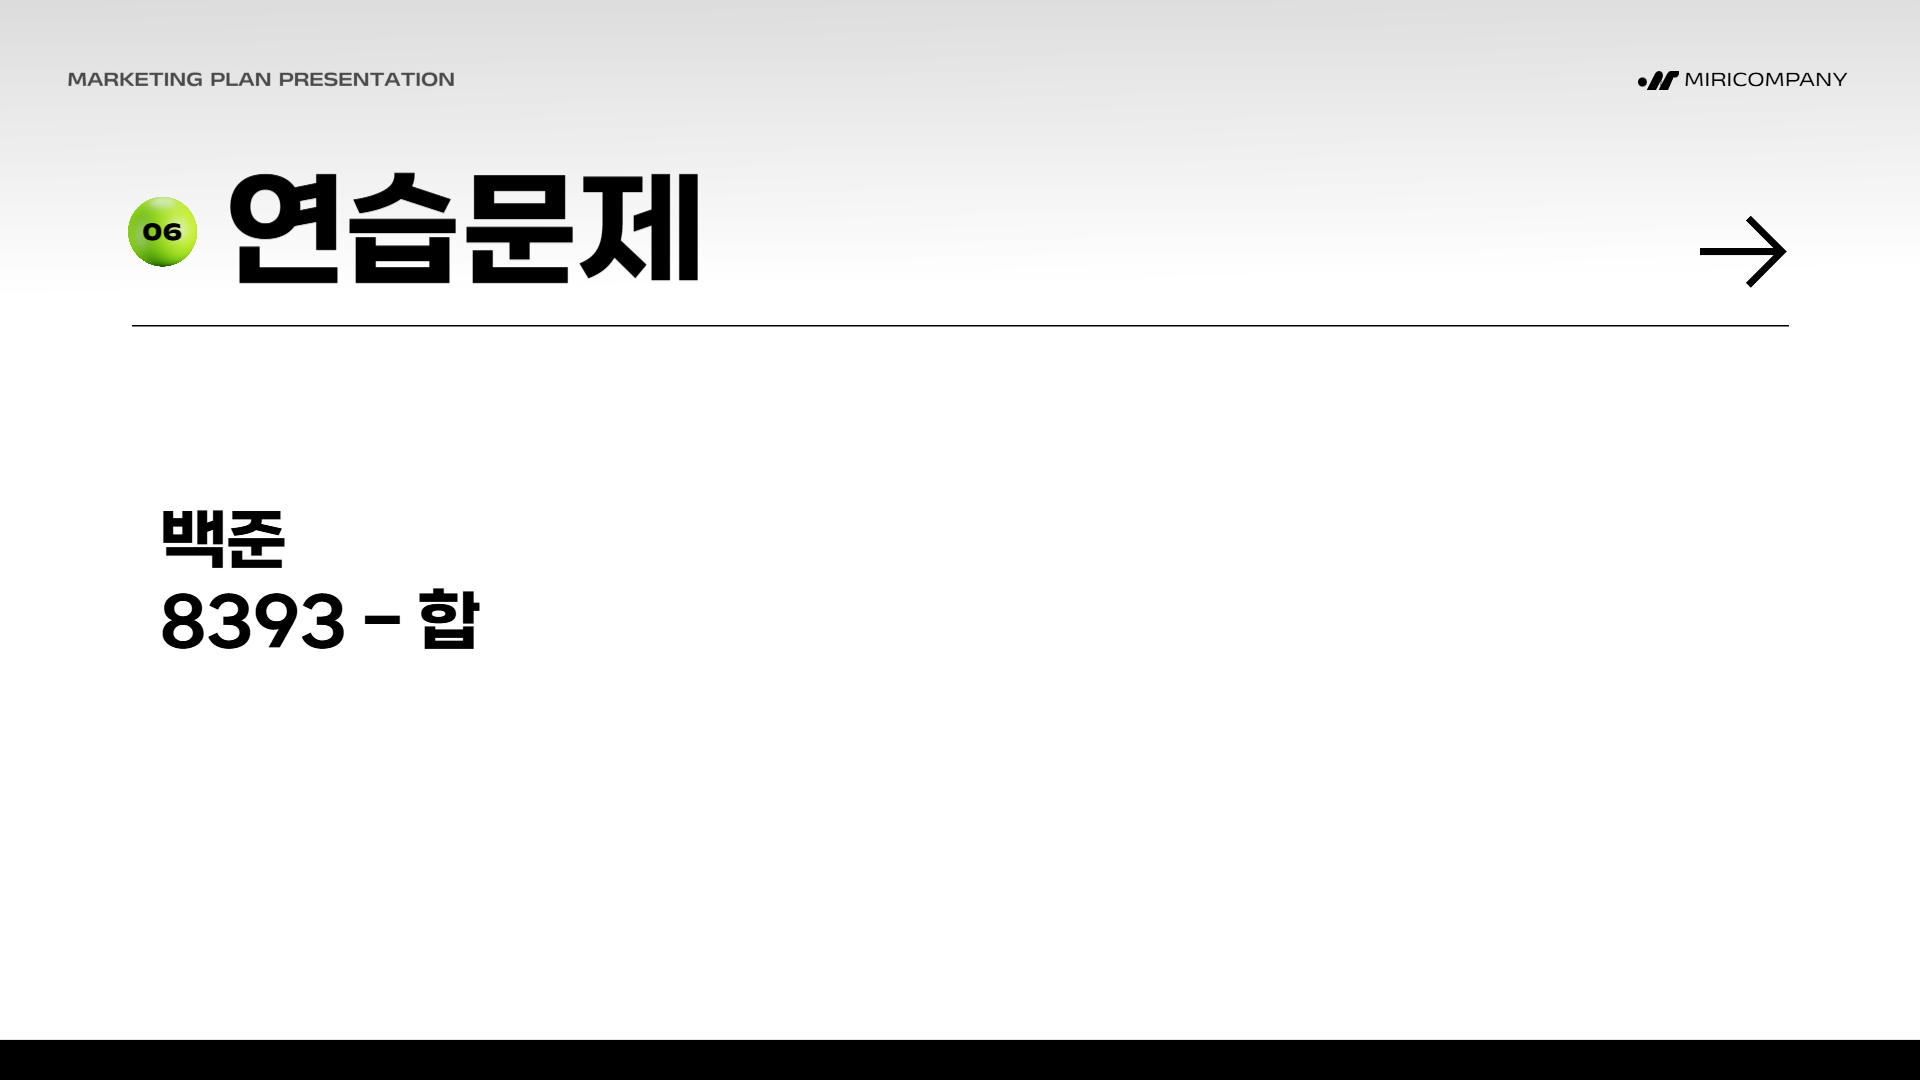 MARKETING PLAN PRESENTATION
MIRICOMPANY
06
연습문제
백준
8393 – 합